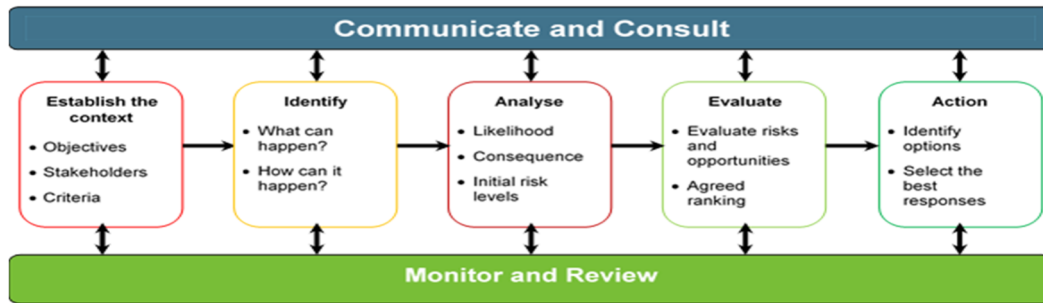 Communicate and Consult
Establish the
context
• Objectives
• Stakeholders
• Criteria
Identify
• What can
happen?
• How can it
happen?
Analyse
• Likelihood
• Consequence
• Initial risk
levels
Evaluate
• Evaluate risks
and
opportunities
• Agreed
ranking
Action
• Identify
options
• Select the
best
responses
Monitor and Review